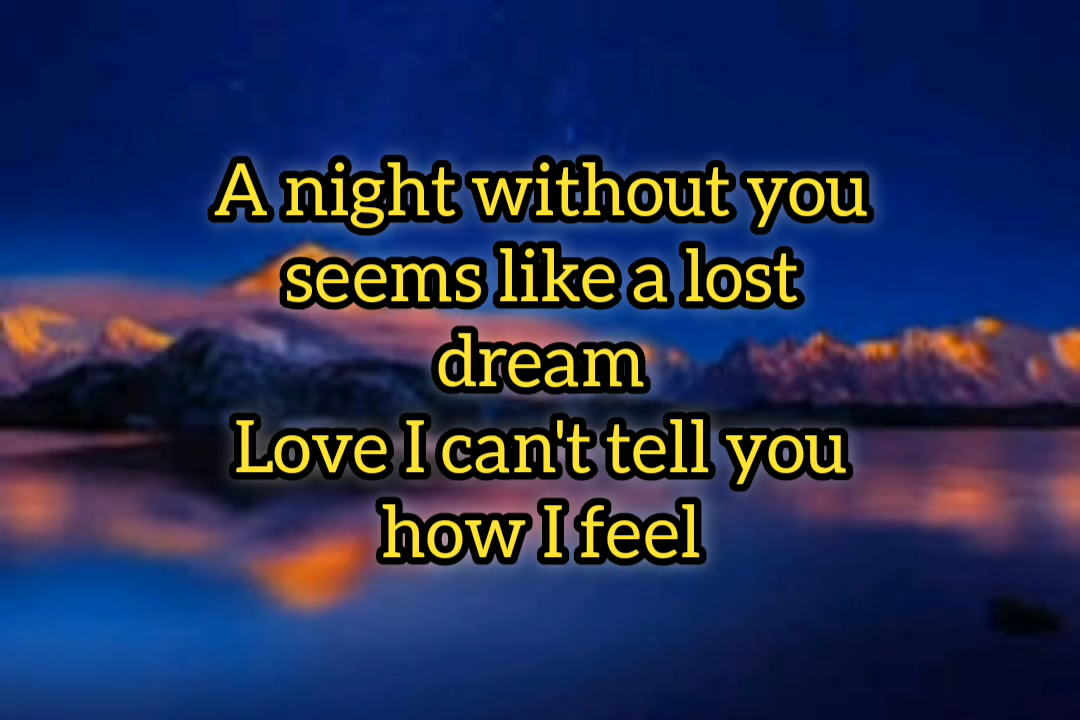 A night without you
seems like a lost
dream
Love I can't tell you
how I feel